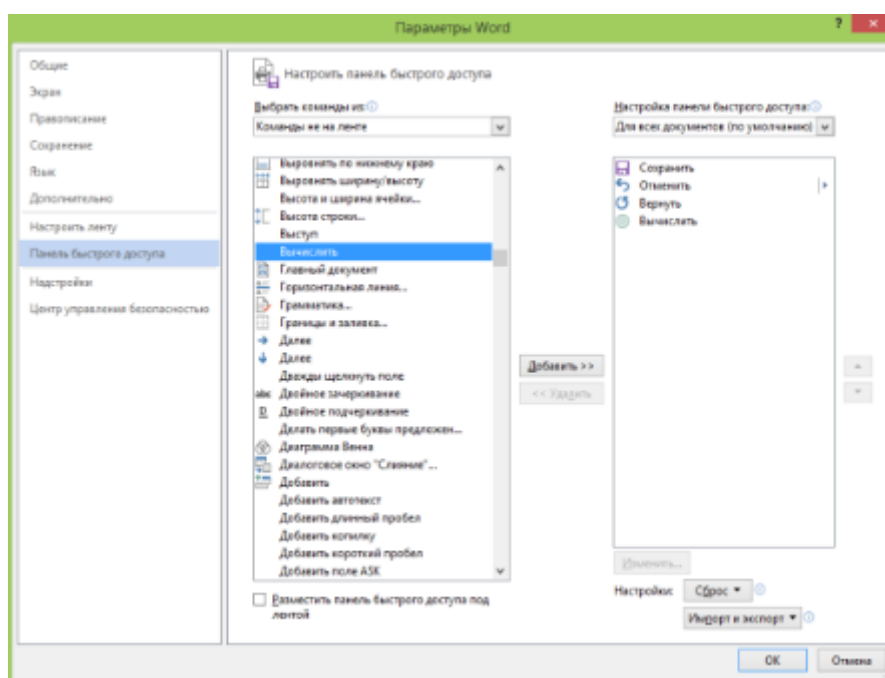 Параметры Word
?
×
Общие
Экран
Правописание
Сохранение
Язык
Дополнительно
Настроить ленту
Панель быстрого доступа
Надстройки
Центр управления безопасностью
Настроить панель быстрого доступа
Выбрать команды из:
Команды не на ленте
Выровнять по нижнему краю
Выровнять ширину/высоту
Высота и ширина ячейки...
Высота строки...
Выступ
Вычислить
Главный документ
Горизонтальная линия...
Грамматика...
Границы и заливка...
Далее
Далее
Дважды щелкнуть поле
abc Двойное зачеркивание
D Двойное подчеркивание
Делать первые буквы предложен...
Диаграмма Венна
Диалоговое окно "Слияние"...
Добавить
Добавить автотекст
Добавить длинный пробел
Добавить копилку
Добавить короткий пробел
Добавить поле ASK
Разместить панель быстрого доступа под
лентой
Добавить >>
<< Удалить
Настройка панели быстрого доступа:
Для всех документов (по умолчанию)
Сохранить
Отменить
Вернуть
Вычислить
Изменить...
Настройки:
Сброс
Импорт и экспорт
ОК
Отмена